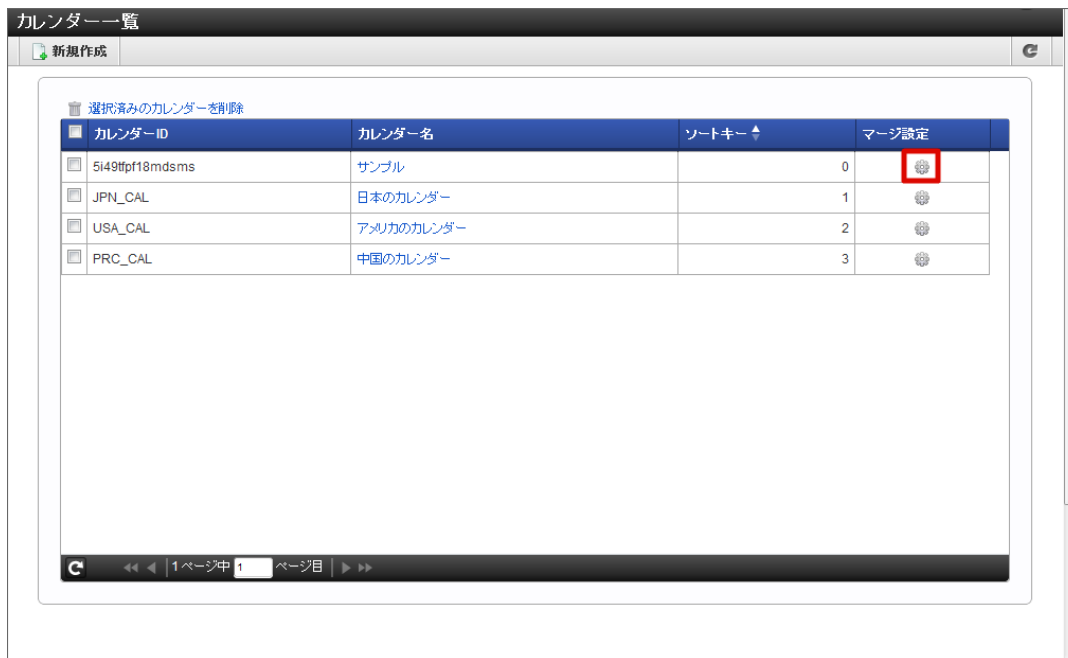 カレンダー一覧
新規作成
選択済みのカレンダーを削除
カレンダーID カレンダー名 ソートキー マージ設定
5i49tfpf18mdsms サンプル 0
JPN_CAL 日本のカレンダー 1
USA_CAL アメリカのカレンダー 2
PRC_CAL 中国のカレンダー 3
1 ページ中 1 ページ目